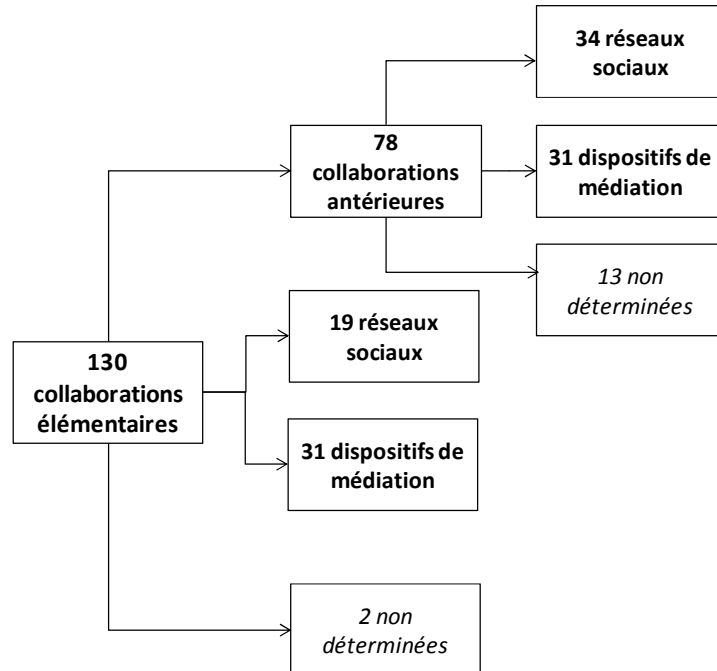 34 réseaux
sociaux
78
collaborations
antérieures
31 dispositifs de
médiation
13 non
déterminées
19 réseaux
sociaux
130
collaborations
élémentaires
31 dispositifs de
médiation
2 non
déterminées